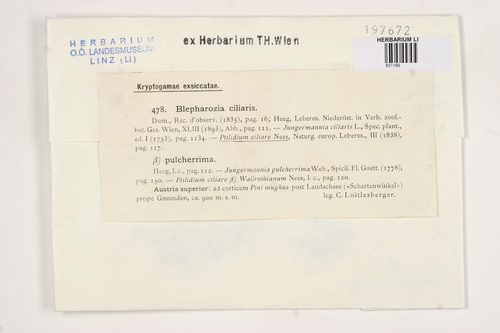 197672
HERBARIUM
O.Ö. LANDESMUSEUM
LINZ (LI)
ex Herbarium TH.Wien
HERBARIUM LI
Kryptogamae exsiccatae.
478. Blepharozia ciliaris.
Dum., Rec. d'observ. (1835), pag. 16; Heeg, Leberm. Niederöst. in Verh. zool.-
bot. Ges. Wien, XLIII (1893), Abh., pag. 111. — Jungermannia ciliaris L., Spec. plant.,
ed. I (1753), pag. 1134. — Ptilidium ciliare Nees, Naturg. europ. Leberm., III (1838),
pag. 117.
β) pulcherrima.
Heeg, l. c., pag. 112. — Jungermannia pulcherrima Web., Spicil. Fl. Goett. (1778),
pag. 150. — Ptilidium ciliare β) Wallrothianum Nees, l. c., pag. 120.
Austria superior: ad corticem Pini mughus post Laudachsee (»Schartenwinkel«)
prope Gmunden, ca. 900 m. s. m.
leg. C. Loitlesberger.